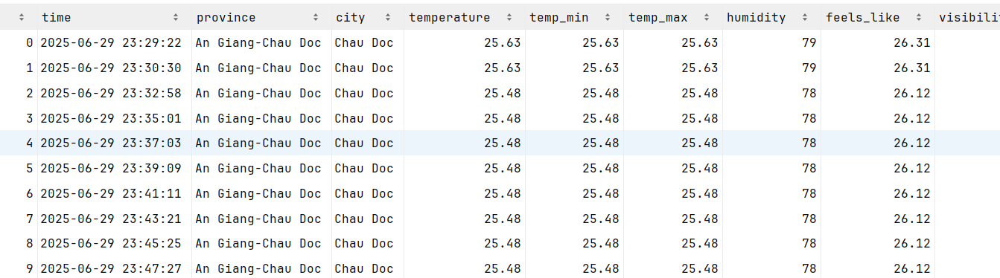 time province city temperature temp_min temp_max humidity feels_like visibili
0 2025-06-29 23:29:22 An Giang-Chau Doc Chau Doc 25.63 25.63 25.63 79 26.31
1 2025-06-29 23:30:30 An Giang-Chau Doc Chau Doc 25.63 25.63 25.63 79 26.31
2 2025-06-29 23:32:58 An Giang-Chau Doc Chau Doc 25.48 25.48 25.48 78 26.12
3 2025-06-29 23:35:01 An Giang-Chau Doc Chau Doc 25.48 25.48 25.48 78 26.12
4 2025-06-29 23:37:03 An Giang-Chau Doc Chau Doc 25.48 25.48 25.48 78 26.12
5 2025-06-29 23:39:09 An Giang-Chau Doc Chau Doc 25.48 25.48 25.48 78 26.12
6 2025-06-29 23:41:11 An Giang-Chau Doc Chau Doc 25.48 25.48 25.48 78 26.12
7 2025-06-29 23:43:21 An Giang-Chau Doc Chau Doc 25.48 25.48 25.48 78 26.12
8 2025-06-29 23:45:25 An Giang-Chau Doc Chau Doc 25.48 25.48 25.48 78 26.12
9 2025-06-29 23:47:27 An Giang-Chau Doc Chau Doc 25.48 25.48 25.48 78 26.12